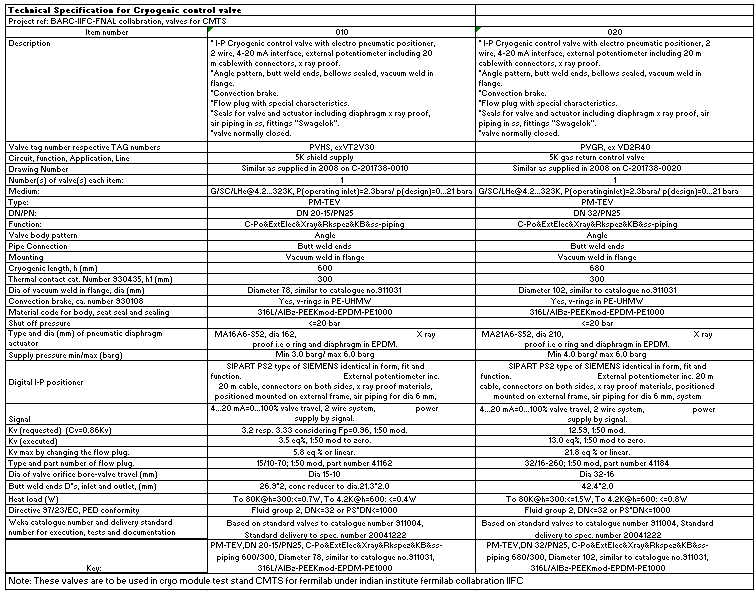 Technical Specification for Cryogenic control valve
Project ref: BARC-IIFC-FNAL collabration, valves for CMTS
Item number 010 020
Description
* I-P Cryogenic control valve with electro pneumatic positioner,
2 wire, 4-20 mA interface, external potentiometer including 20
m cablewith connectors, x ray proof.
*Angle pattern, butt weld ends, bellows sealed, vacuum weld in
flange.
*Convection brake.
*Flow plug with special characteristics.
*Seals for valve and actuator including diaphragm x ray proof,
air piping in ss, fittings "Swagelok".
*valve normally closed.
* I-P Cryogenic control valve with electro pneumatic positioner, 2
wire, 4-20 mA interface, external potentiometer including 20 m
cablewith connectors, x ray proof.
*Angle pattern, butt weld ends, bellows sealed, vacuum weld in
flange.
*Convection brake.
*Flow plug with special characteristics.
*Seals for valve and actuator including diaphragm x ray proof, air
piping in ss, fittings "Swagelok".
*valve normally closed.
Valve tag number respective TAG numbers PVHS, exVT2V30 PVGR, ex VD2R40
Circuit, function, Application, Line 5K shield supply 5K gas return control valve
Drawing Number Similar as supplied in 2008 on C-201738-0010 Similar as supplied in 2008 on C-201738-0020
Number(s) of valve(s) each item: 1 1
Medium: G/SC/LHe@4.2...323K, P(operating inlet)=2.3bara/ p(design)=0...21 bara G/SC/LHe@4.2...323K, P(operatinginlet)=2.3bara/ p(design)=0...21 bara
Type: PM-TEV PM-TEV
DN/PN: DN 20-15/PN25 DN 32/PN25
Function: C-Po&ExtElec&Xray&Rkspez&KB&ss-piping C-Po&ExtElec&Xray&Rkspez&KB&ss-piping
Valve body pattern Angle Angle
Pipe Connection Butt weld ends Butt weld ends
Mounting Vacuum weld in flange Vacuum weld in flange
Cryogenic length, h (mm) 600 680
Thermal contact cat. Number 930435, h1 (mm) 300 300
Dia of vacuum weld in flange, dia (mm) Diameter 78, similar to catalogue no.911031 Diameter 102, similar to catalogue no.911031
Convection brake, ca. number 930108 Yes, v-rings in PE-UHMW Yes, v-rings in PE-UHMW
Material code for body, seat seal and sealing 316L/AlBz-PEEKmod-EPDM-PE1000 316L/AlBz-PEEKmod-EPDM-PE1000
Shut off pressure <=20 bar <=20 bar
Type and dia (mm) of pneumatic diaphragm
actuator
MA16A6-S52, dia 162, X ray
proof i.e o ring and diaphragm in EPDM.
MA21A6-S52, dia 210, X ray
proof i.e o ring and diaphragm in EPDM.
Supply pressure min/max (barg) Min 3.0 barg/ max 6.0 barg Min 4.0 barg/ max 6.0 barg
Digital I-P positioner
SIPART PS2 type of SIEMENS identical in form, fit and
function. External potentiometer inc.
20 m cable, connectors on both sides, x ray proof materials,
positioned mounted on external frame, air piping for dia 6 mm,
SIPART PS2 type of SIEMENS identical in form, fit and
function. External potentiometer inc. 20 m
cable, connectors on both sides, x ray proof materials, positioned
mounted on external frame, air piping for dia 6 mm, system
Signal
4...20 mA=0...100% valve travel, 2 wire system, power
supply by signal.
4...20 mA=0...100% valve travel, 2 wire system, power
supply by signal.
Kv (requested) (Cv=0.86Kv) 3.2 resp. 3.33 considering Fp=0.96, 1:50 mod. 12.59, 1:50 mod.
Kv (executed) 3.5 eq%, 1:50 mod to zero. 13.0 eq%, 1:50 mod to zero.
Kv max by changing the flow plug. 5.8 eq % or linear. 21.8 eq % or linear.
Type and part number of flow plug. 15/10-70; 1:50 mod, part number 41162 32/16-260; 1:50 mod, part number 41184
Dia of valve orifice bore-valve travel (mm) Dia 15-10 Dia 32-16
Butt weld ends D*s, inlet and outlet, (mm) 26.9*2, conc reducer to dia.21.3*2.0 42.4*2.0
Heat load (W) To 80K@h=300:<=0.7W, To 4.2K@h=600: <=0.4W To 80K@h=300:<=1.5W, To 4.2K@h=600: <=0.8W
Directive 97/23/EC, PED conformity Fluid group 2, DN<=32 or PS*DN<=1000 Fluid group 2, DN<=32 or PS*DN<=1000
Weka catalogue number and delivery standard
number for execution, tests and documentation
Based on standard valves to catalogue number 911004,
Standard delivery to spec. number 20041222
Based on standard valves to catalogue number 911004, Standard
delivery to spec. number 20041222
Key:
PM-TEV,DN 20-15/PN25, C-Po&ExtElec&Xray&Rkspez&KB&ss-
piping 600/300, Diameter 78, similar to catalogue no.911031,
316L/AlBz-PEEKmod-EPDM-PE1000
PM-TEV,DN 32/PN25, C-Po&ExtElec&Xray&Rkspez&KB&ss-
piping 680/300, Diameter 102, similar to catalogue no.911031,
316L/AlBz-PEEKmod-EPDM-PE1000
Note: These valves are to be used in cryo module test stand CMTS for fermilab under indian institute fermilab collabration IIFC